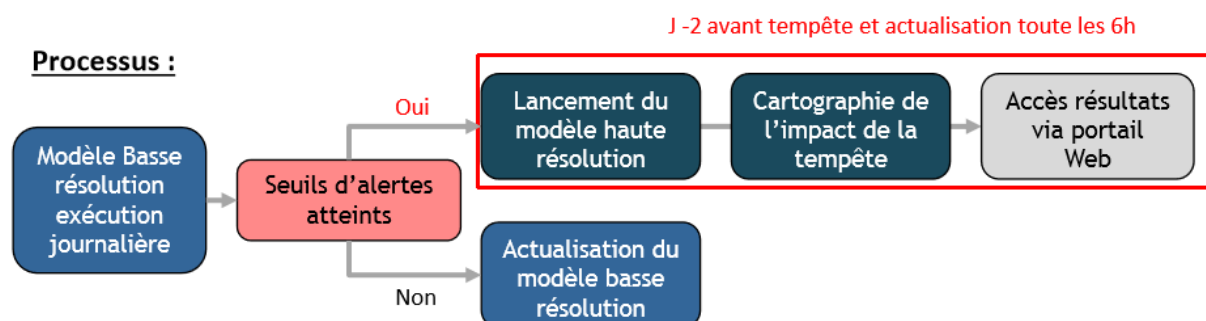 J -2 avant tempête et actualisation toute les 6h
Processus :
Oui
Lancement du
modèle haute
résolution
Cartographie de
l'impact de la
tempête
Accès résultats
via portail
Web
Modèle Basse
résolution
exécution
journalière
Seuils d'alertes
atteints
Non
Actualisation du
modèle basse
résolution